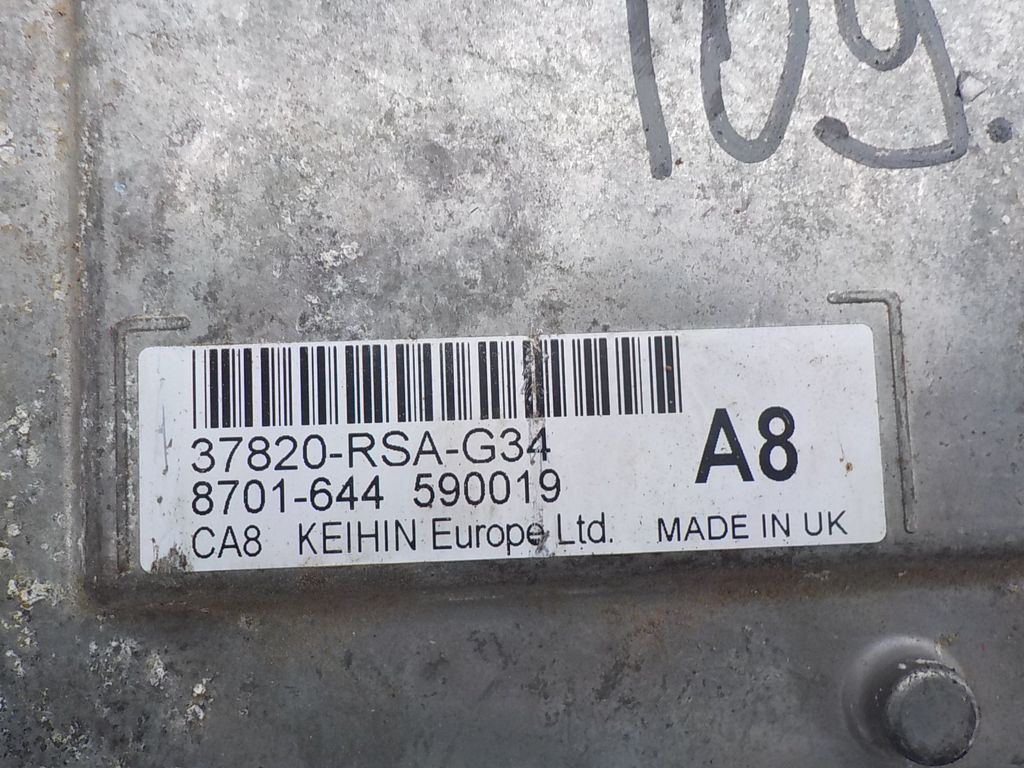 109.
37820-RSA-G34
A8
8701-644 590019
CA8 KEIHIN Europe Ltd. MADE IN UK